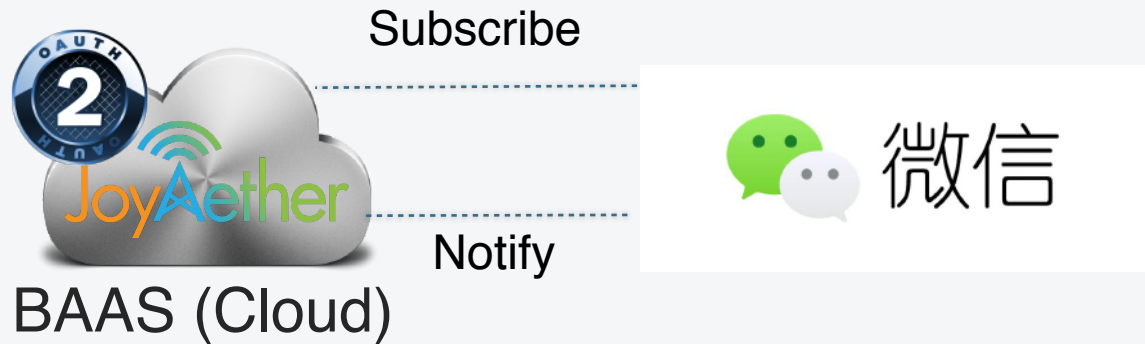 Subscribe
OAUTH
2
OAUTH
JoyAether
微信
Notify
BAAS (Cloud)